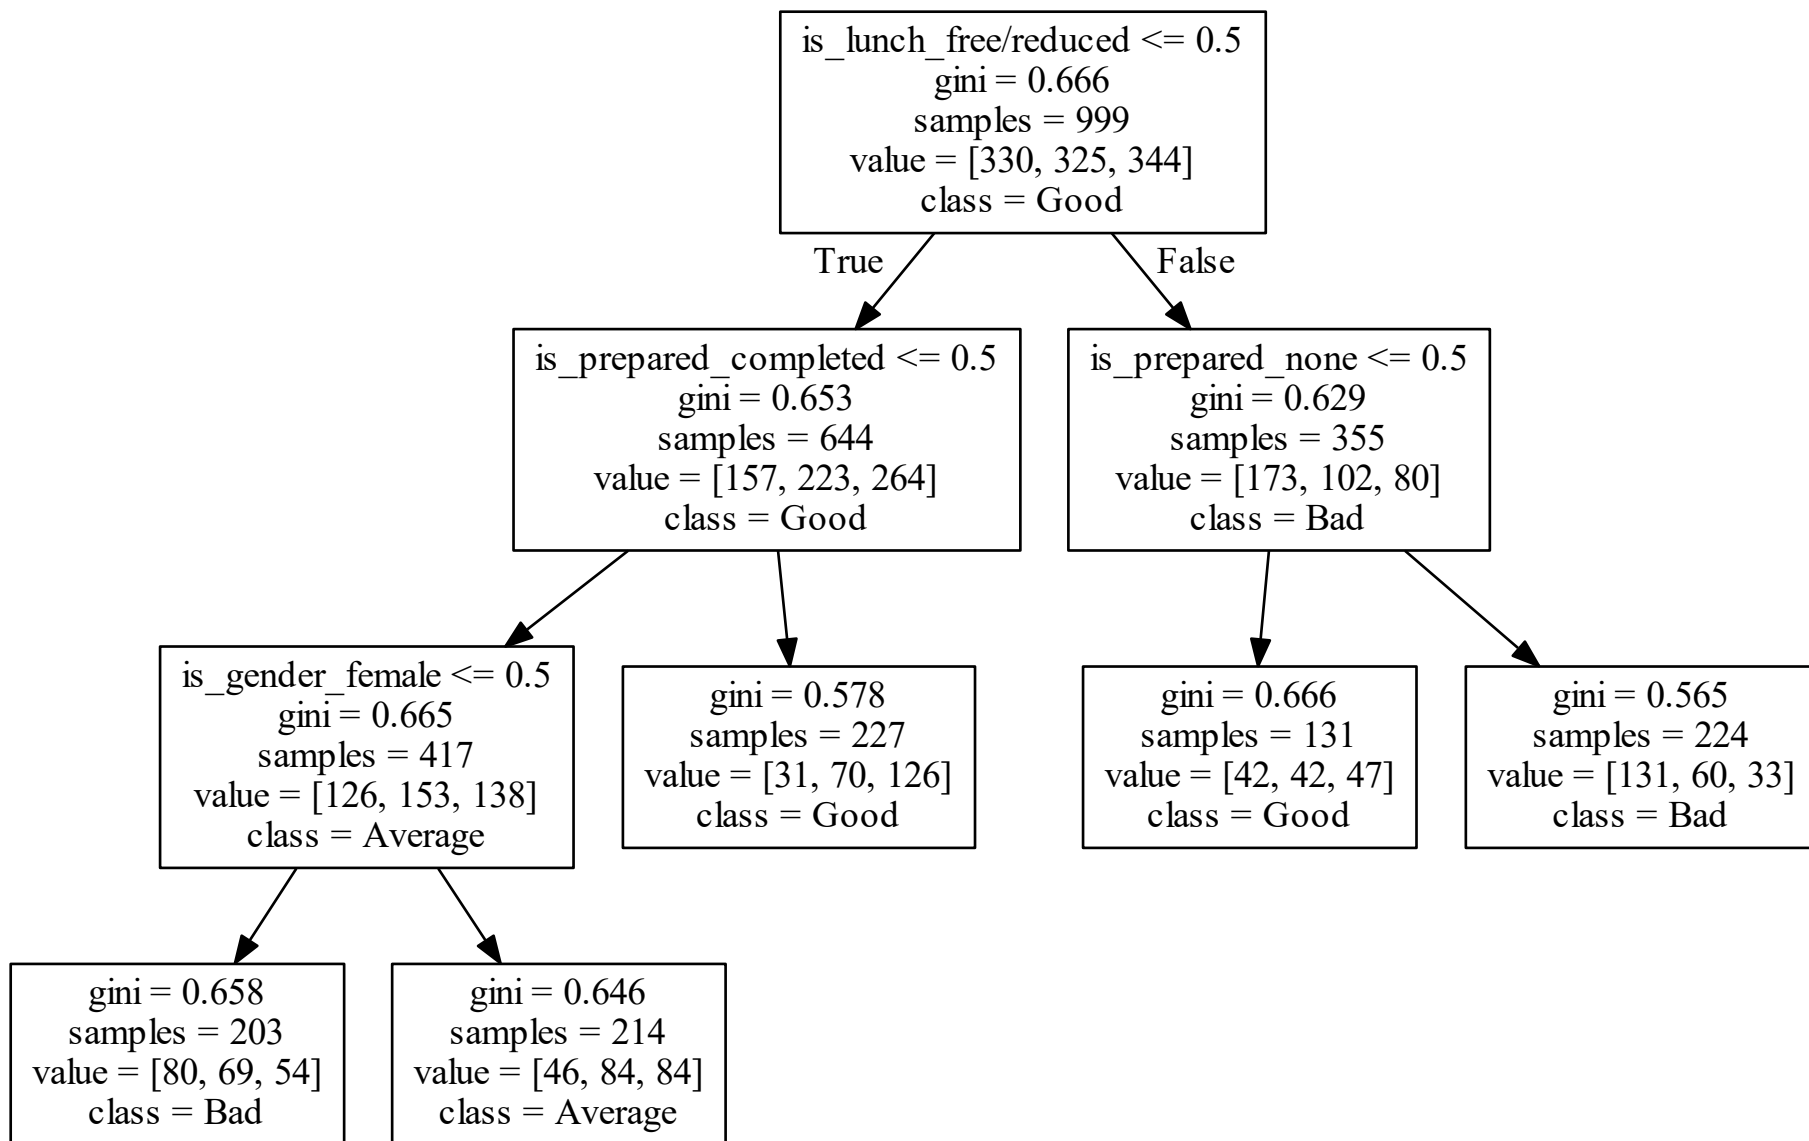 is_lunch_free/reduced <= 0.5
gini = 0.666
samples = 999
value = [330, 325, 344]
class = Good
True
False
is_prepared_completed <= 0.5
gini = 0.653
samples = 644
value = [157, 223, 264]
class = Good
is_prepared_none <= 0.5
gini = 0.629
samples = 355
value = [173, 102, 80]
class = Bad
is_gender_female <= 0.5
gini = 0.665
samples = 417
value = [126, 153, 138]
class = Average
gini = 0.578
samples = 227
value = [31, 70, 126]
class = Good
gini = 0.666
samples = 131
value = [42, 42, 47]
class = Good
gini = 0.565
samples = 224
value = [131, 60, 33]
class = Bad
gini = 0.658
samples = 203
value = [80, 69, 54]
class = Bad
gini = 0.646
samples = 214
value = [46, 84, 84]
class = Average